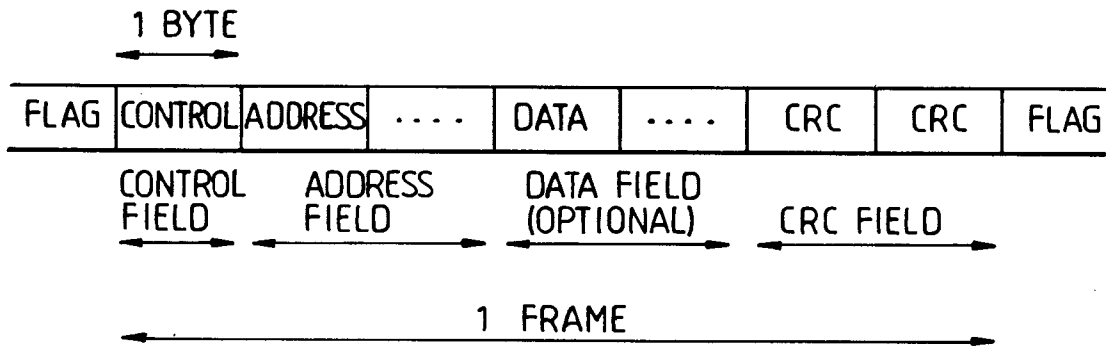 1 BYTE
FLAG CONTROL ADDRESS .... DATA .... CRC CRC FLAG
CONTROL FIELD
ADDRESS FIELD
DATA FIELD (OPTIONAL)
CRC FIELD
1 FRAME